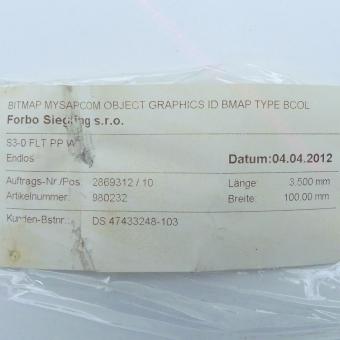 BITMAP MYSAPCOM OBJECT GRAPHICS ID BMAP TYPE BCOL
Forbo Siegling s.r.o.
S3-0 FLT PP W
Endlos Datum:04.04.2012
Auftrags-Nr./Pos. 2869312 / 10 Länge: 3.500 mm
Artikelnummer: 980232 Breite: 100,00 mm
Kunden-Bstnr.: DS 47433248-103